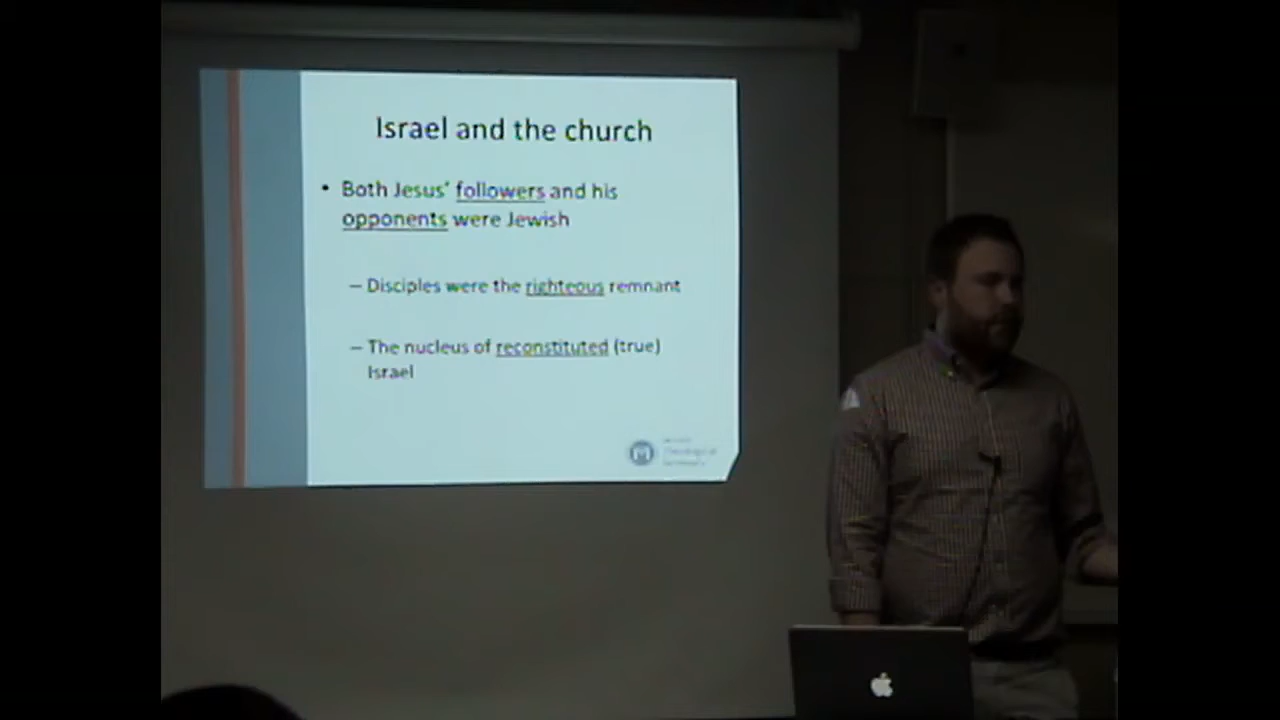 Israel and the church
• Both Jesus' followers and his
opponents were Jewish
– Disciples were the righteous remnant
– The nucleus of reconstituted (true)
Israel